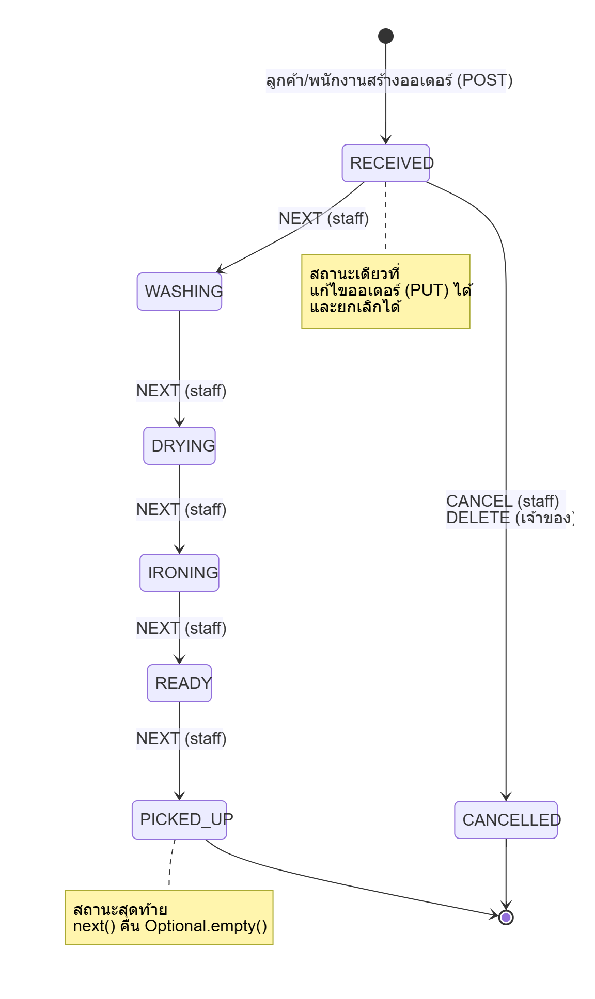 ลูกค้า/พนักงานสร้างออเดอร์ (POST)
RECEIVED
NEXT (staff)
สถานะเดียวที่
แก้ไขออเดอร์ (PUT) ได้
และยกเลิกได้
WASHING
NEXT (staff)
DRYING
NEXT (staff)
CANCEL (staff)
DELETE (เจ้าของ)
IRONING
NEXT (staff)
READY
NEXT (staff)
PICKED_UP
CANCELLED
สถานะสุดท้าย
next() คืน Optional.empty()